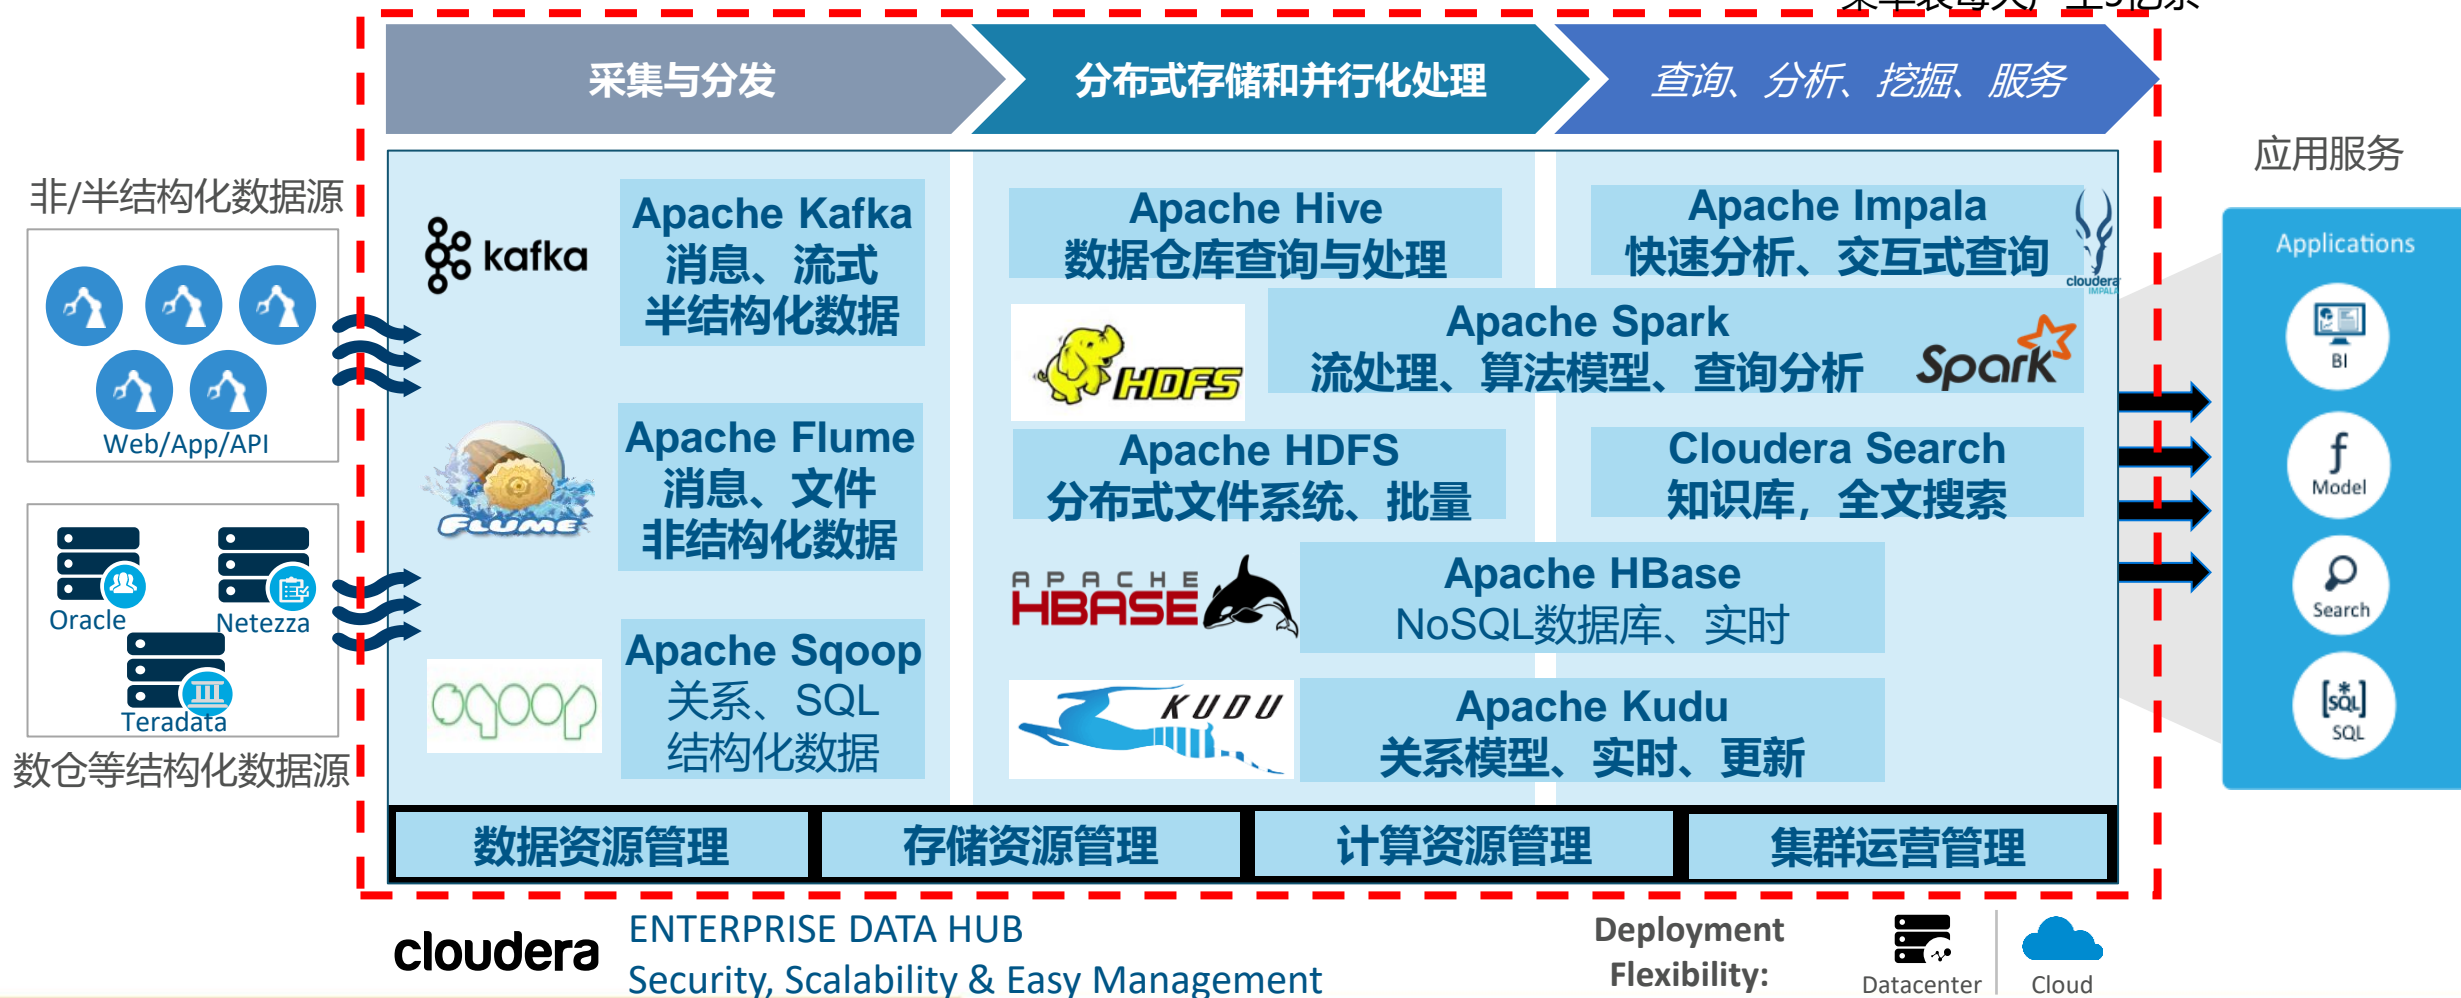 采集与分发
分布式存储和并行化处理
查询、分析、挖掘、服务
应用服务
非/半结构化数据源
Web/App/API
Oracle
Netezza
Teradata
数仓等结构化数据源
kafka
Apache Kafka
消息、流式
半结构化数据
FLUME
Apache Flume
消息、文件
非结构化数据
sqoop
Apache Sqoop
关系、SQL
结构化数据
Apache Hive
数据仓库查询与处理
Apache Impala
快速分析、交互式查询
cloudera
IMPALA
HDFS
Apache Spark
流处理、算法模型、查询分析
Spark
Apache HDFS
分布式文件系统、批量
Cloudera Search
知识库，全文搜索
APACHE
HBASE
Apache HBase
NoSQL数据库、实时
KUDU
Apache Kudu
关系模型、实时、更新
Applications
BI
f
Model
Search
[SQL]
SQL
数据资源管理
存储资源管理
计算资源管理
集群运营管理
cloudera
ENTERPRISE DATA HUB
Security, Scalability & Easy Management
Deployment
Flexibility:
Datacenter
Cloud